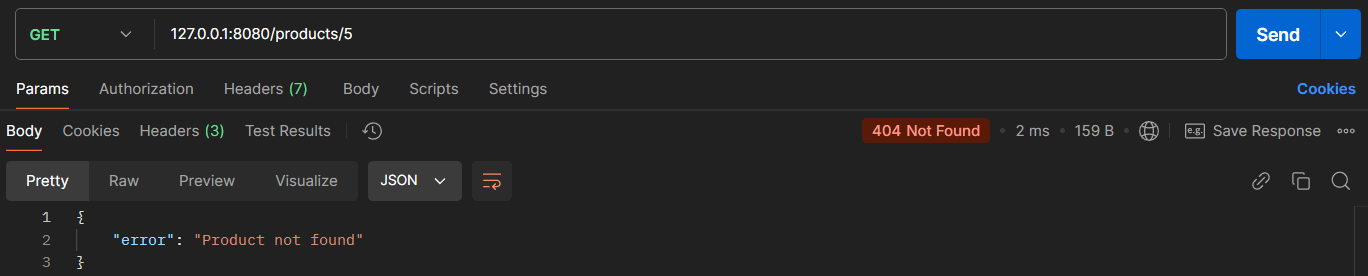 GET 127.0.0.1:8080/products/5 Send
Params Authorization Headers (7) Body Scripts Settings Cookies
Body Cookies Headers (3) Test Results 404 Not Found • 2 ms • 159 B • e.g. Save Response
Pretty Raw Preview Visualize JSON
1 {
2 "error": "Product not found"
3 }